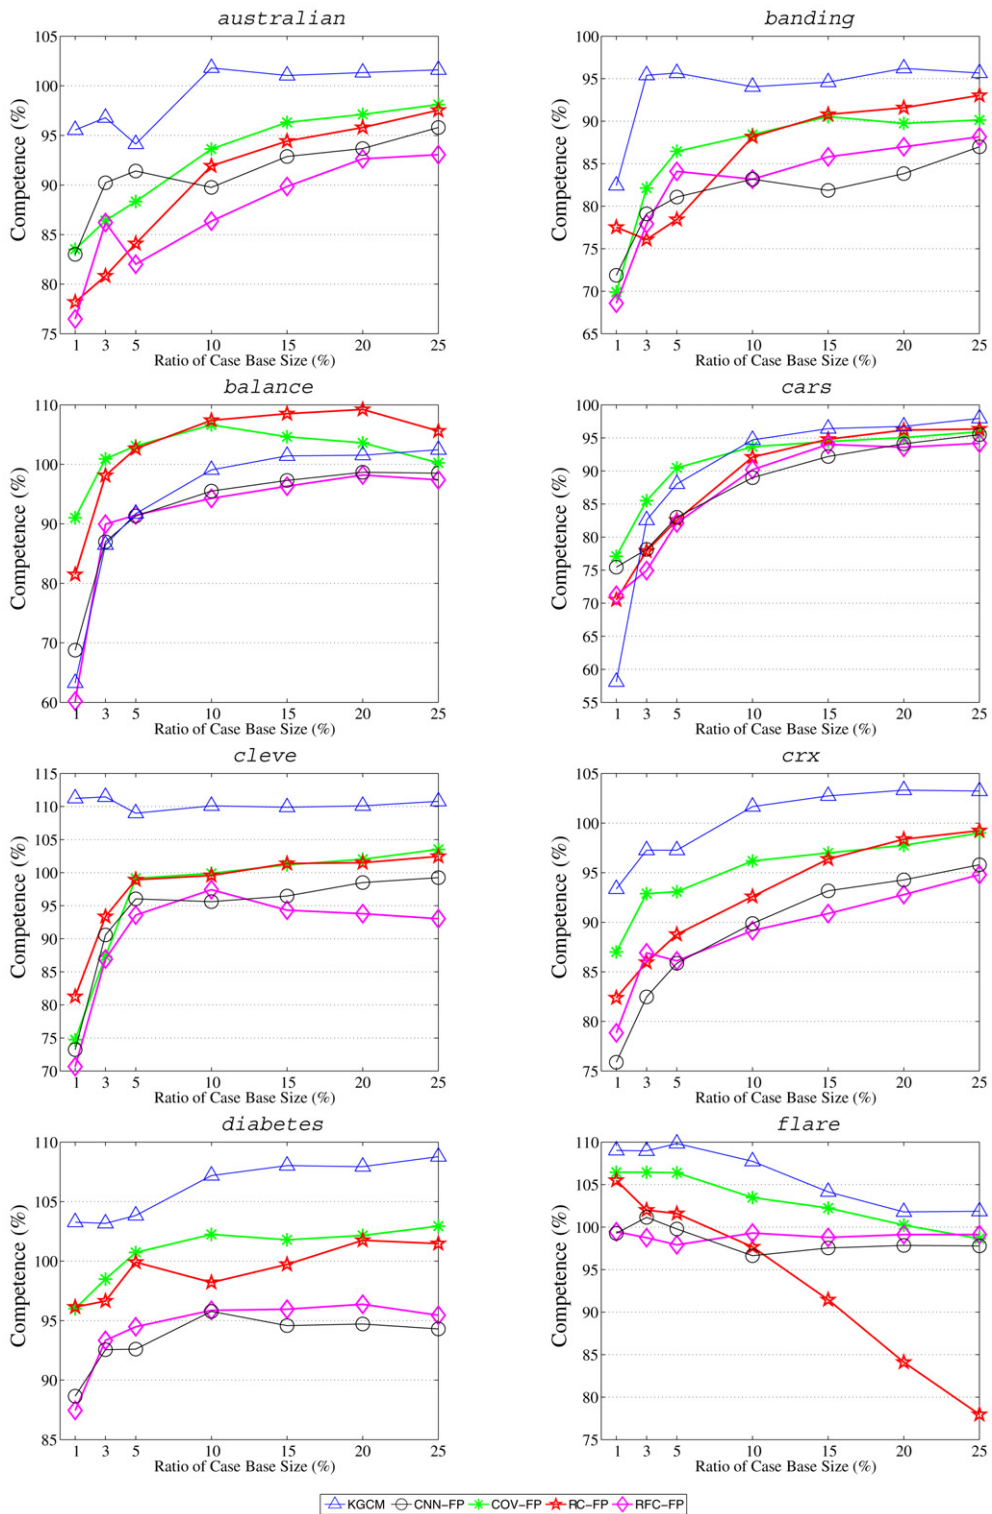 australian
105
100
95
90
85
80
75
Competence (%)
1 3 5 10 15 20 25
Ratio of Case Base Size (%)
banding
100
95
90
85
80
75
70
65
Competence (%)
1 3 5 10 15 20 25
Ratio of Case Base Size (%)
balance
110
100
90
80
70
60
Competence (%)
1 3 5 10 15 20 25
Ratio of Case Base Size (%)
cars
100
95
90
85
80
75
70
65
60
55
Competence (%)
1 3 5 10 15 20 25
Ratio of Case Base Size (%)
cleve
115
110
105
100
95
90
85
80
75
70
Competence (%)
1 3 5 10 15 20 25
Ratio of Case Base Size (%)
crx
105
100
95
90
85
80
75
Competence (%)
1 3 5 10 15 20 25
Ratio of Case Base Size (%)
diabetes
110
105
100
95
90
85
Competence (%)
1 3 5 10 15 20 25
Ratio of Case Base Size (%)
flare
110
105
100
95
90
85
80
75
Competence (%)
1 3 5 10 15 20 25
Ratio of Case Base Size (%)
KGCM CNN-FP COV-FP RC-FP RFC-FP